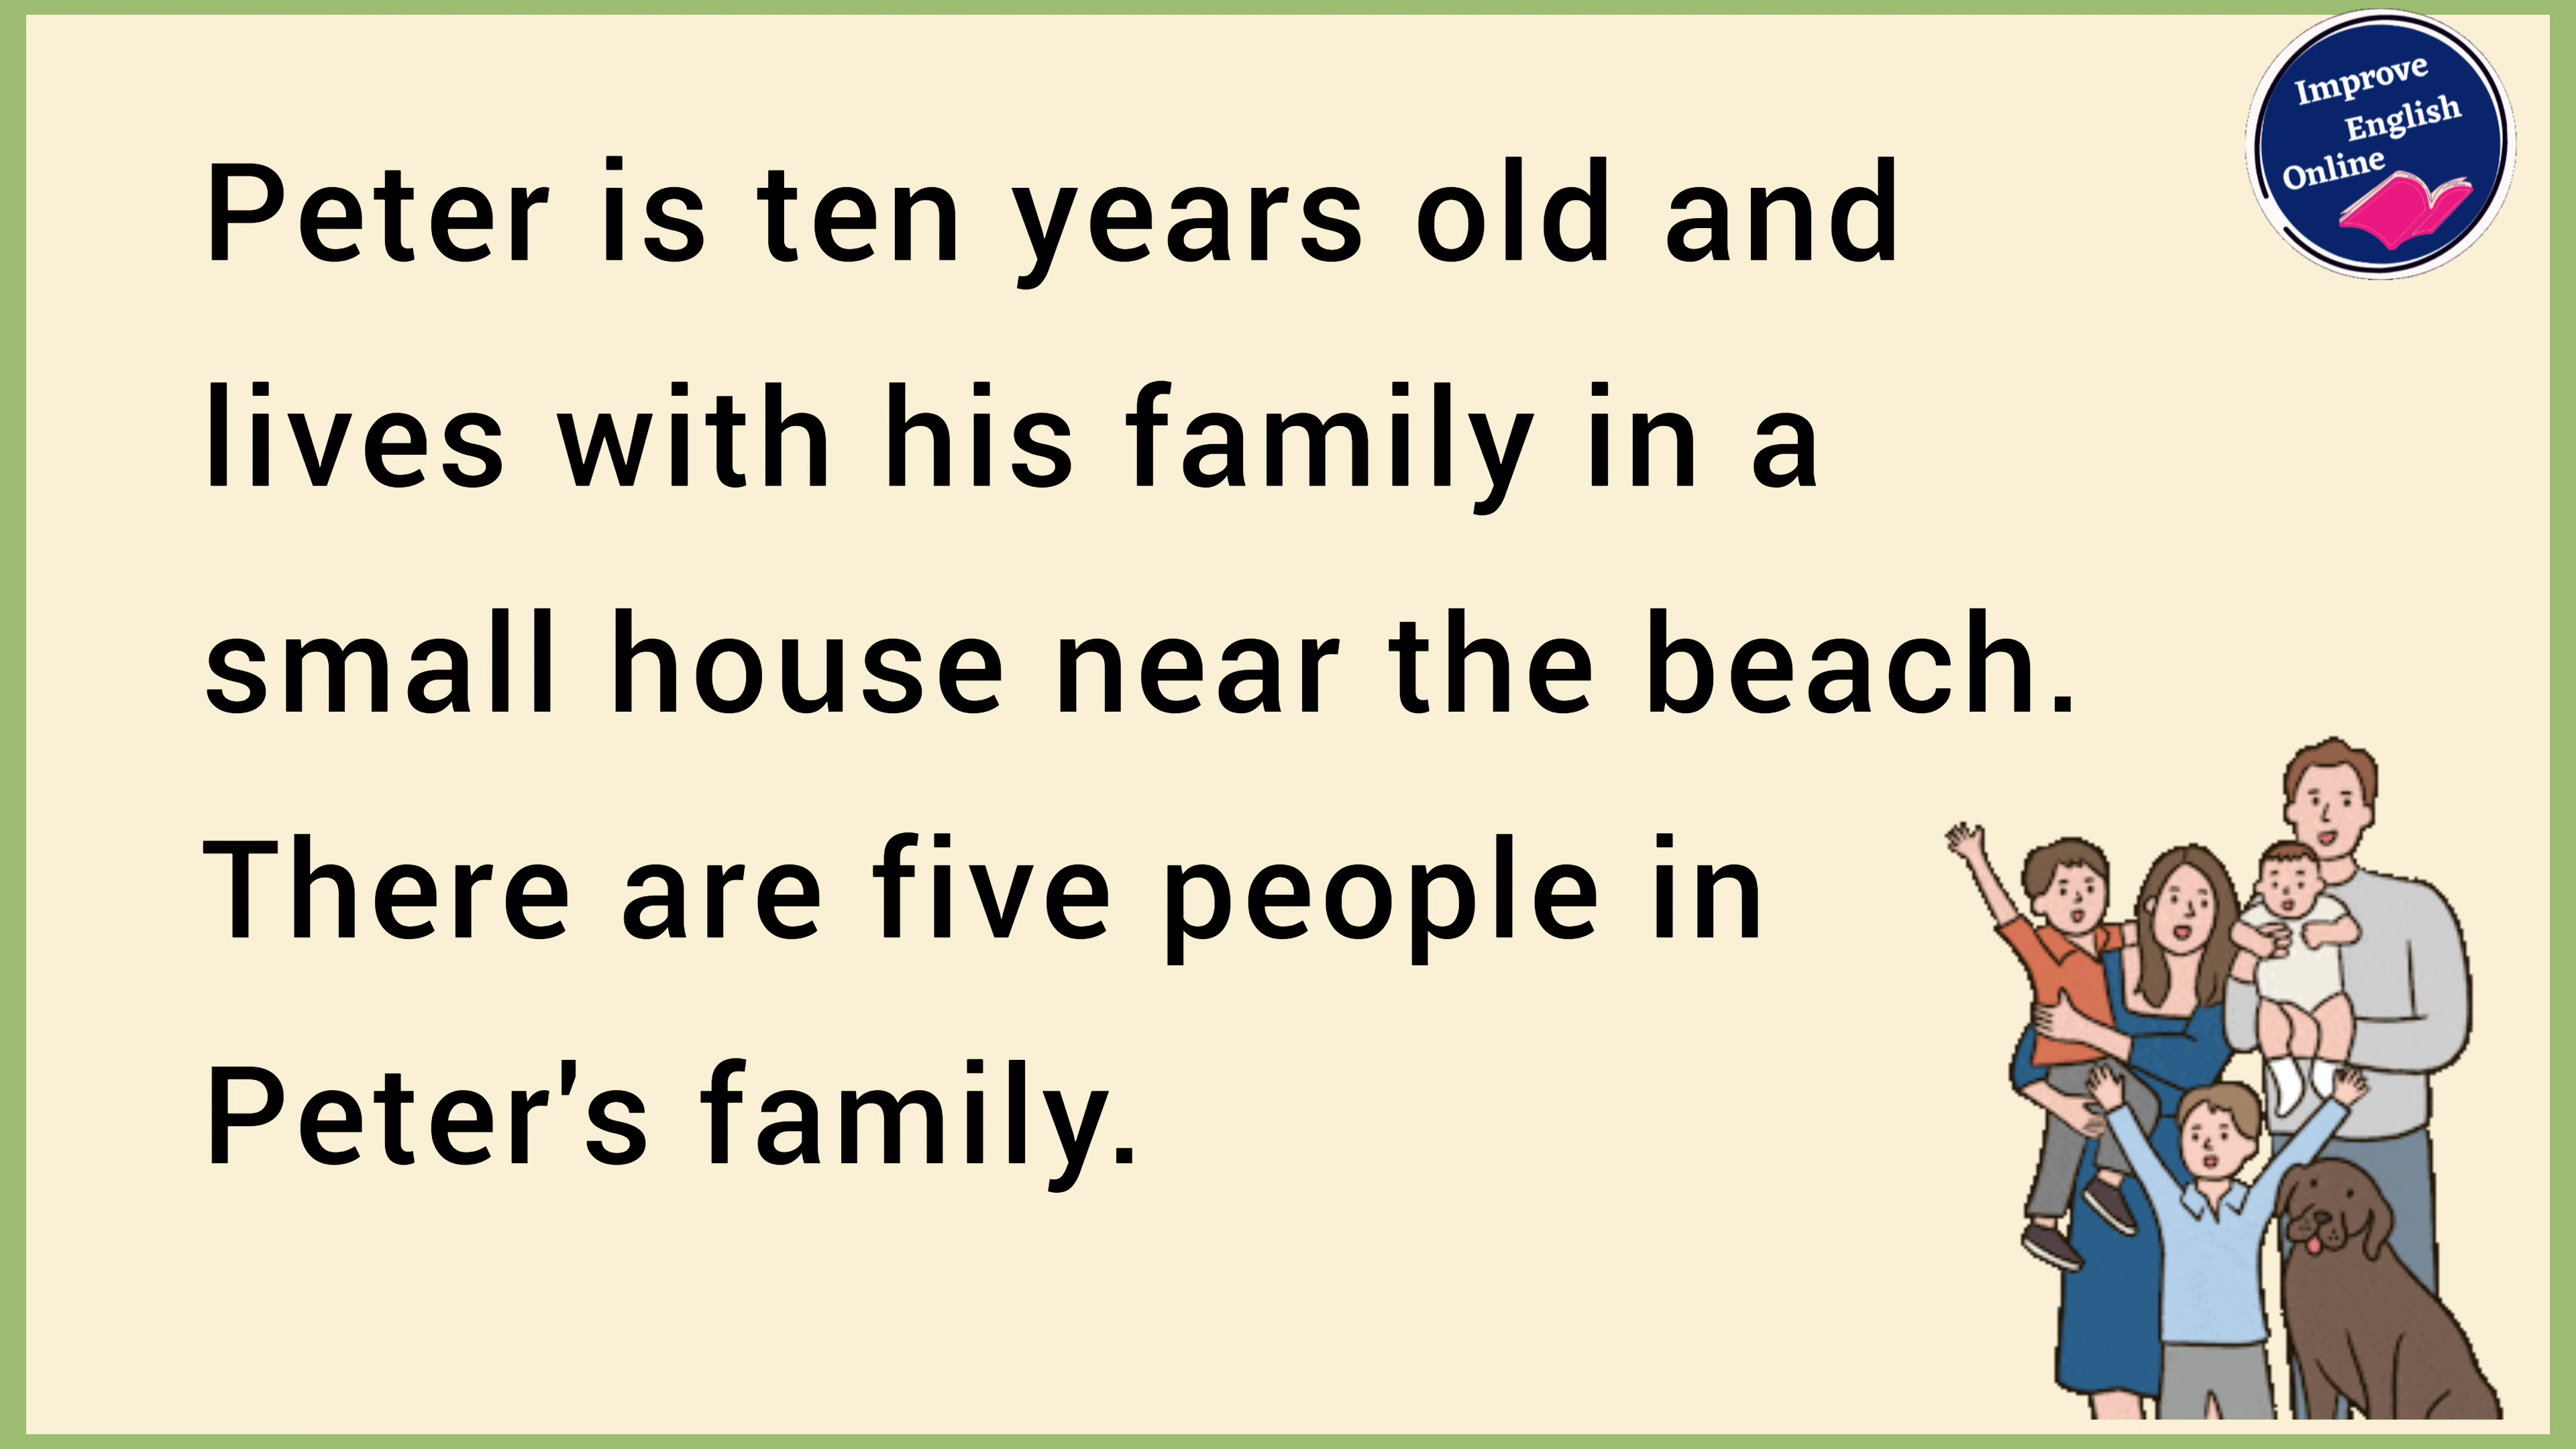 Improve
English
Online
Peter is ten years old and
lives with his family in a
small house near the beach.
There are five people in
Peter's family.